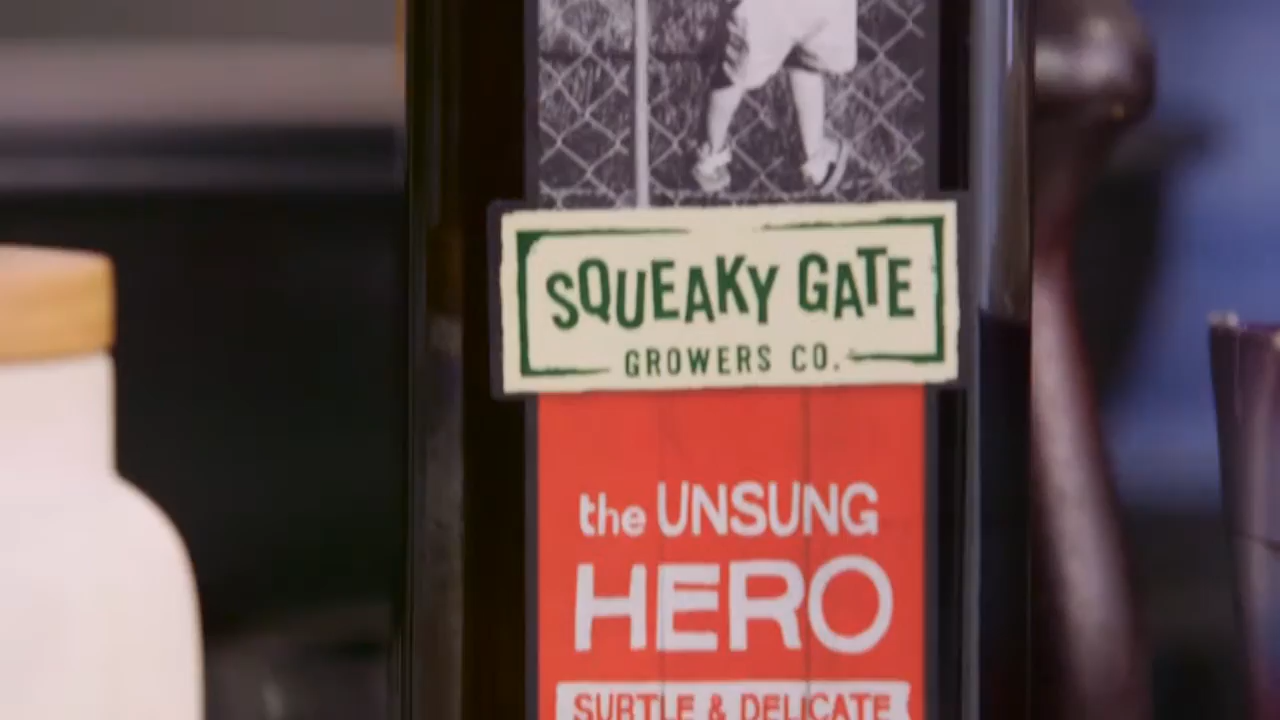 SQUEAKY GATE
GROWERS CO.
the UNSUNG
HERO
SUBTLE & DELICATE